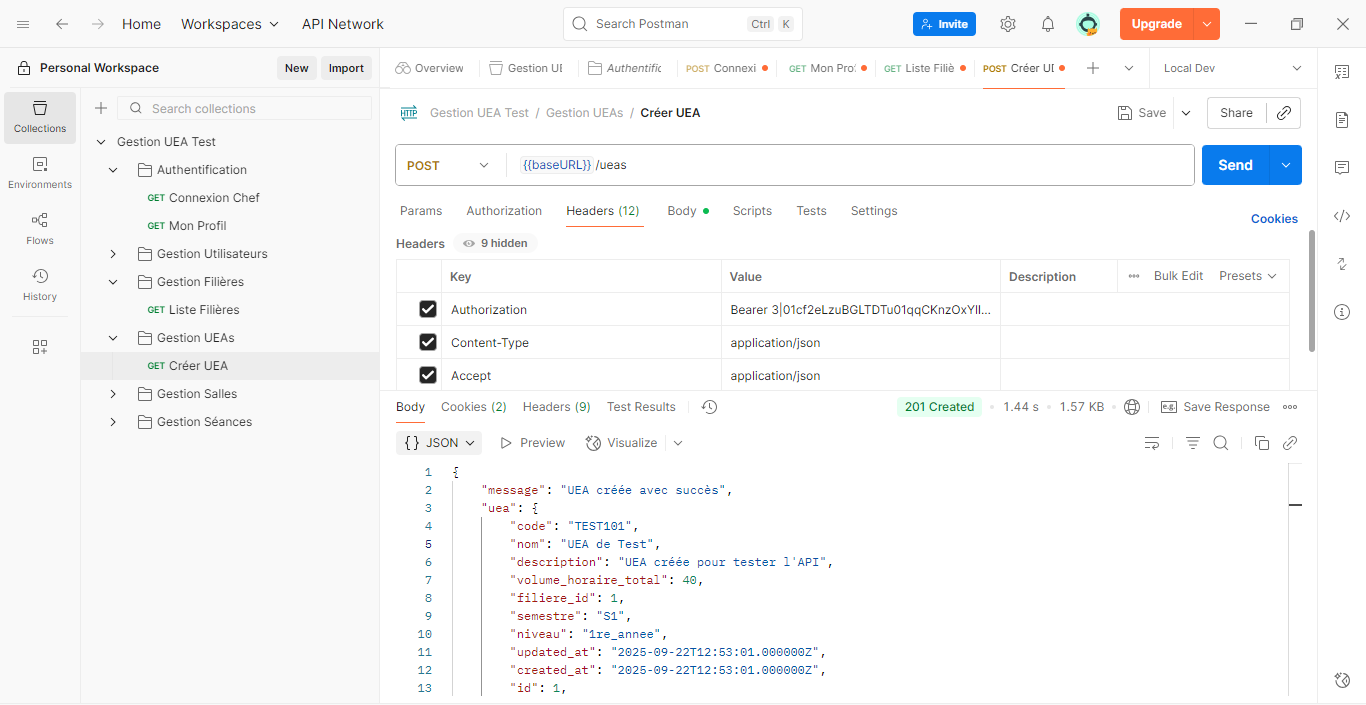 Home Workspaces API Network Search Postman Ctrl K Invite Upgrade
Personal Workspace New Import
Overview Gestion UE Authentific POST Connexi GET Mon Pro GET Liste Filiè POST Créer UE Local Dev
Collections
Environments
Flows
History
Search collections
Gestion UEA Test
Authentification
GET Connexion Chef
GET Mon Profil
Gestion Utilisateurs
Gestion Filières
GET Liste Filières
Gestion UEAs
GET Créer UEA
Gestion Salles
Gestion Séances
HTTP Gestion UEA Test / Gestion UEAs / Créer UEA Save Share
POST {{baseURL}} /ueas Send
Params Authorization Headers (12) Body Scripts Tests Settings Cookies
Headers 9 hidden
Key Value Description Bulk Edit Presets
Authorization Bearer
Content-Type application/json
Accept application/json
Body Cookies (2) Headers (9) Test Results 201 Created 1.44 s 1.57 KB e.g. Save Response
{} JSON Preview Visualize
1 {
2 "message": "UEA créée avec succès",
3 "uea": {
4 "code": "TEST101",
5 "nom": "UEA de Test",
6 "description": "UEA créée pour tester l'API",
7 "volume_horaire_total": 40,
8 "filiere_id": 1,
9 "semestre": "S1",
10 "niveau": "1re_annee",
11 "updated_at": "2025-09-22T12:53:01.000000Z",
12 "created_at": "2025-09-22T12:53:01.000000Z",
13 "id": 1,